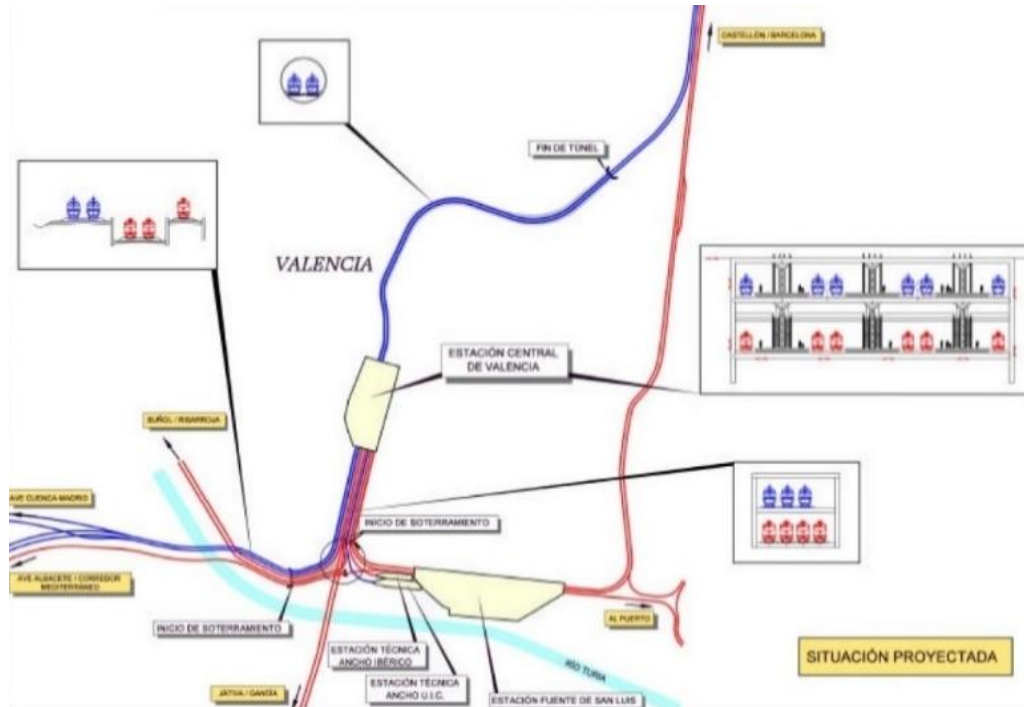 CASTELLÓN / BARCELONA
FIN DE TÚNEL
VALENCIA
ESTACIÓN CENTRAL
DE VALENCIA
BUÑOL / RIBARROJA
AVE CUENCA-MADRID
INICIO DE SOTERRAMIENTO
AVE ALBACETE / CORREDOR
MEDITERRÁNEO
AL PUERTO
INICIO DE SOTERRAMIENTO
ESTACIÓN TÉCNICA
ANCHO IBÉRICO
SITUACIÓN PROYECTADA
RÍO TURIA
ESTACIÓN TÉCNICA
ANCHO U.I.C.
JÁTIVA / GANDÍA
ESTACIÓN FUENTE DE SAN LUIS